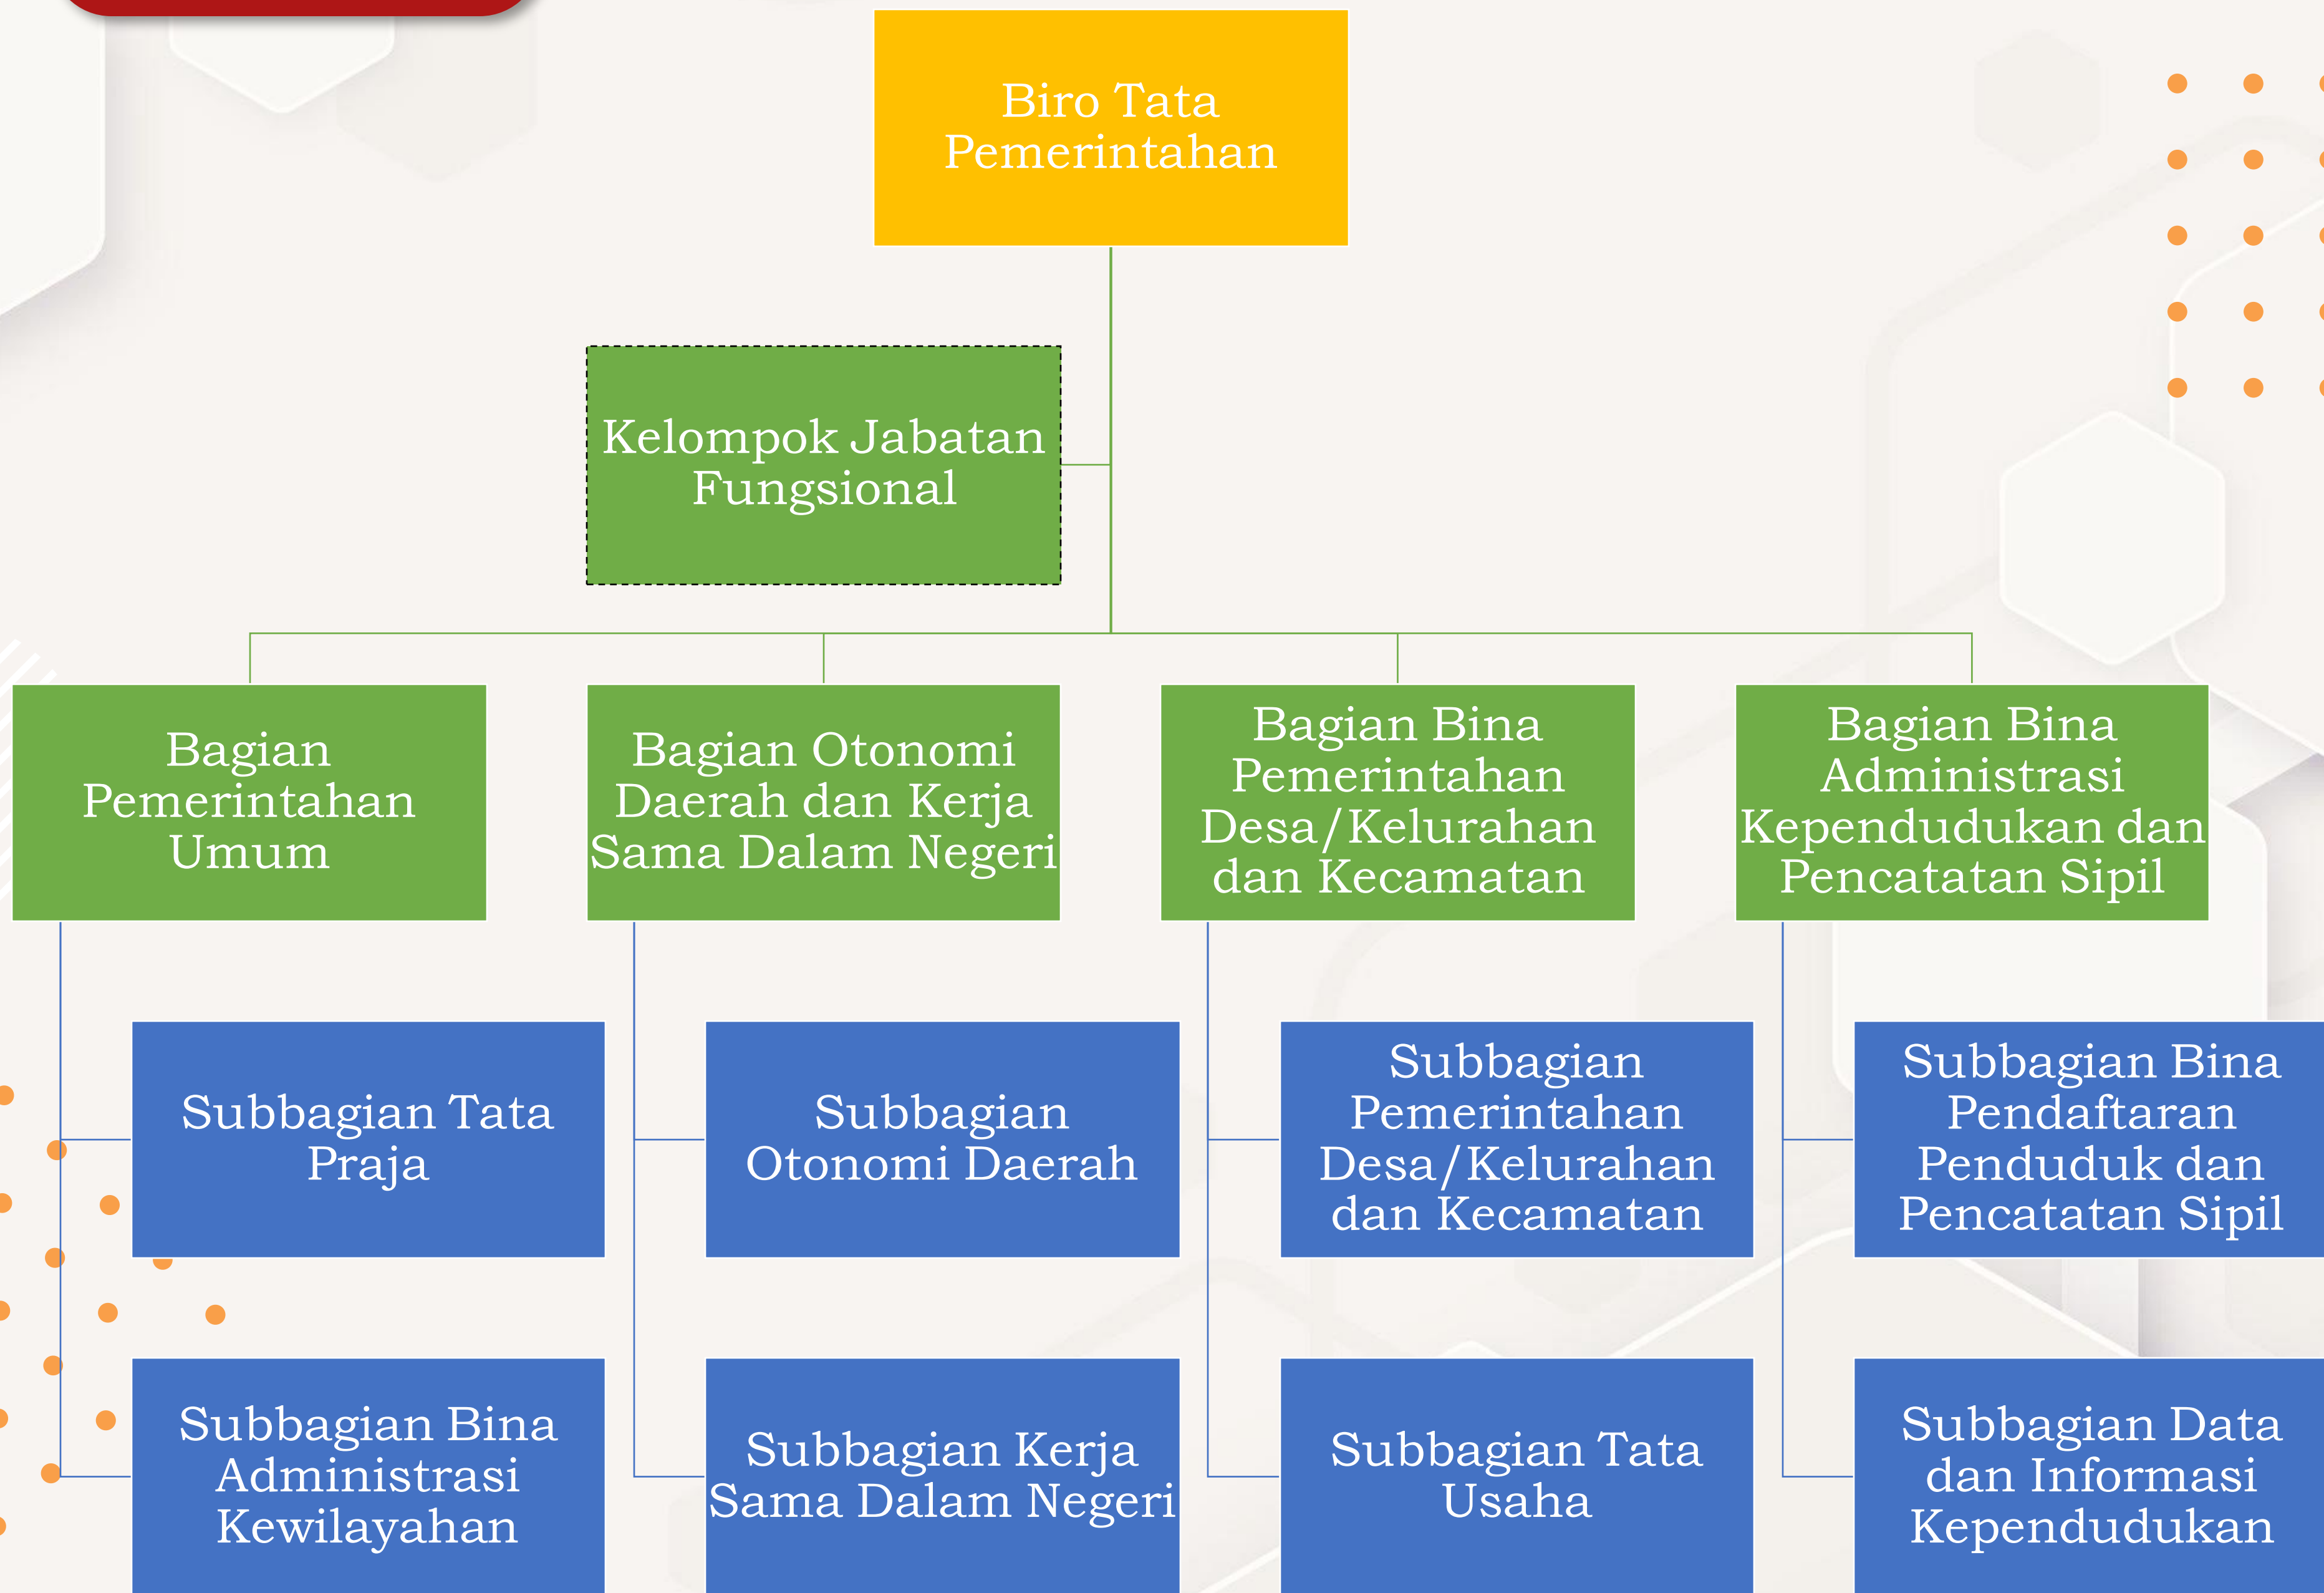 Biro Tata
Pemerintahan
Kelompok Jabatan
Fungsional
Bagian
Pemerintahan
Umum
Bagian Otonomi
Daerah dan Kerja
Sama Dalam Negeri
Bagian Bina
Pemerintahan
Desa/Kelurahan
dan Kecamatan
Bagian Bina
Administrasi
Kependudukan dan
Pencatatan Sipil
Subbagian Tata
Praja
Subbagian
Otonomi Daerah
Subbagian
Pemerintahan
Desa/Kelurahan
dan Kecamatan
Subbagian Bina
Pendaftaran
Penduduk dan
Pencatatan Sipil
Subbagian Bina
Administrasi
Kewilayahan
Subbagian Kerja
Sama Dalam Negeri
Subbagian Tata
Usaha
Subbagian Data
dan Informasi
Kependudukan